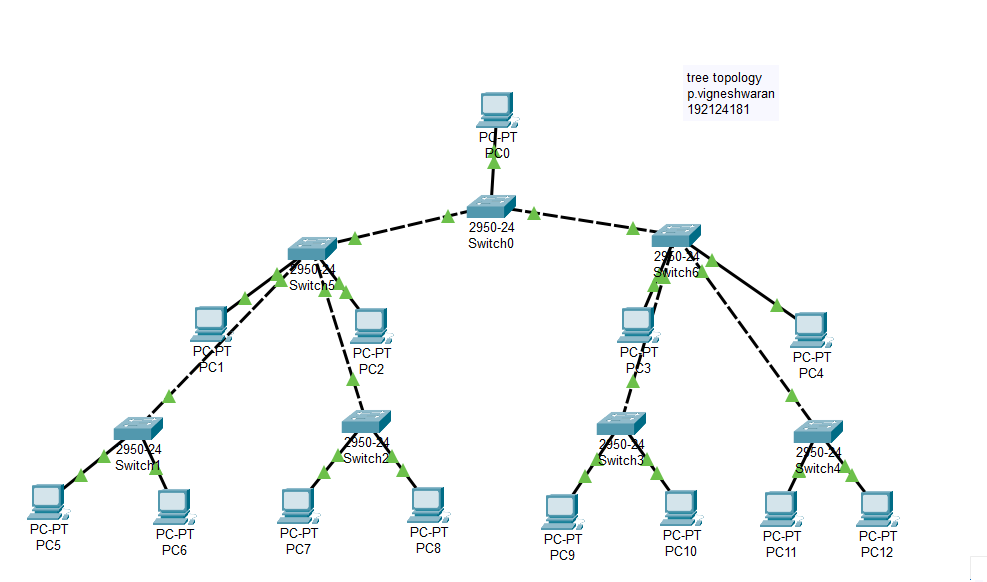 tree topology
p.vigneshwaran
192124181
PC-PT
PC0
2950-24
Switch0
2950-24
Switch5
2950-24
Switch6
PC-PT
PC1
PC-PT
PC2
PC-PT
PC3
PC-PT
PC4
2950-24
Switch1
2950-24
Switch2
2950-24
Switch3
2950-24
Switch4
PC-PT
PC5
PC-PT
PC6
PC-PT
PC7
PC-PT
PC8
PC-PT
PC9
PC-PT
PC10
PC-PT
PC11
PC-PT
PC12